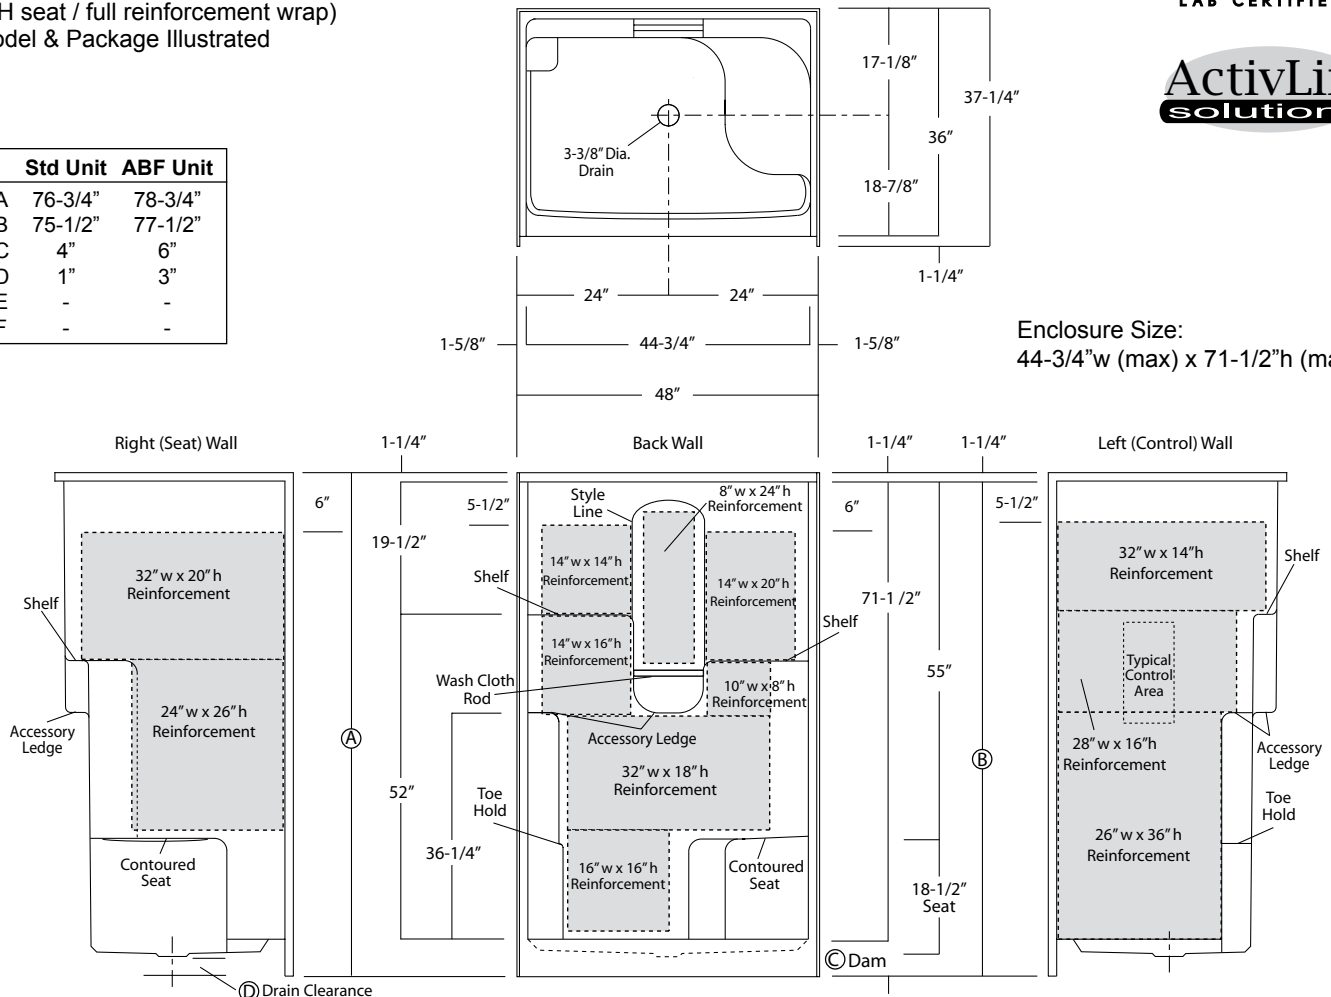 H seat / full reinforcement wrap)
odel & Package Illustrated
LAB CERTIFIE
ActivLi
solution
Std Unit ABF Unit
A 76-3/4” 78-3/4”
B 75-1/2” 77-1/2”
C 4” 6”
D 1” 3”
E - -
F - -
17-1/8”
37-1/4”
36”
3-3/8” Dia.
Drain
18-7/8”
1-1/4”
24” 24”
1-5/8” 44-3/4” 1-5/8”
48”
Enclosure Size:
44-3/4”w (max) x 71-1/2”h (ma
Right (Seat) Wall 1-1/4” Back Wall 1-1/4” 1-1/4” Left (Control) Wall
6”
32” w x 20” h
Reinforcement
Shelf
24” w x 26” h
Reinforcement
Accessory
Ledge
Contoured
Seat
D Drain Clearance
A
19-1/2”
5-1/2”
52”
36-1/4”
Style
Line
8” w x 24” h
Reinforcement
14” w x 14” h
Reinforcement
Shelf
14” w x 20” h
Reinforcement
14” w x 16” h
Reinforcement
Shelf
Wash Cloth
Rod
10” w x 8” h
Reinforcement
Accessory Ledge
32” w x 18” h
Reinforcement
Toe
Hold
16” w x 16” h
Reinforcement
Contoured
Seat
6”
71-1 /2”
55”
18-1/2”
Seat
C Dam
B
5-1/2”
32” w x 14”h
Reinforcement
Shelf
Typical
Control
Area
28” w x 16”h
Reinforcement
Accessory
Ledge
Toe
Hold
26” w x 36” h
Reinforcement